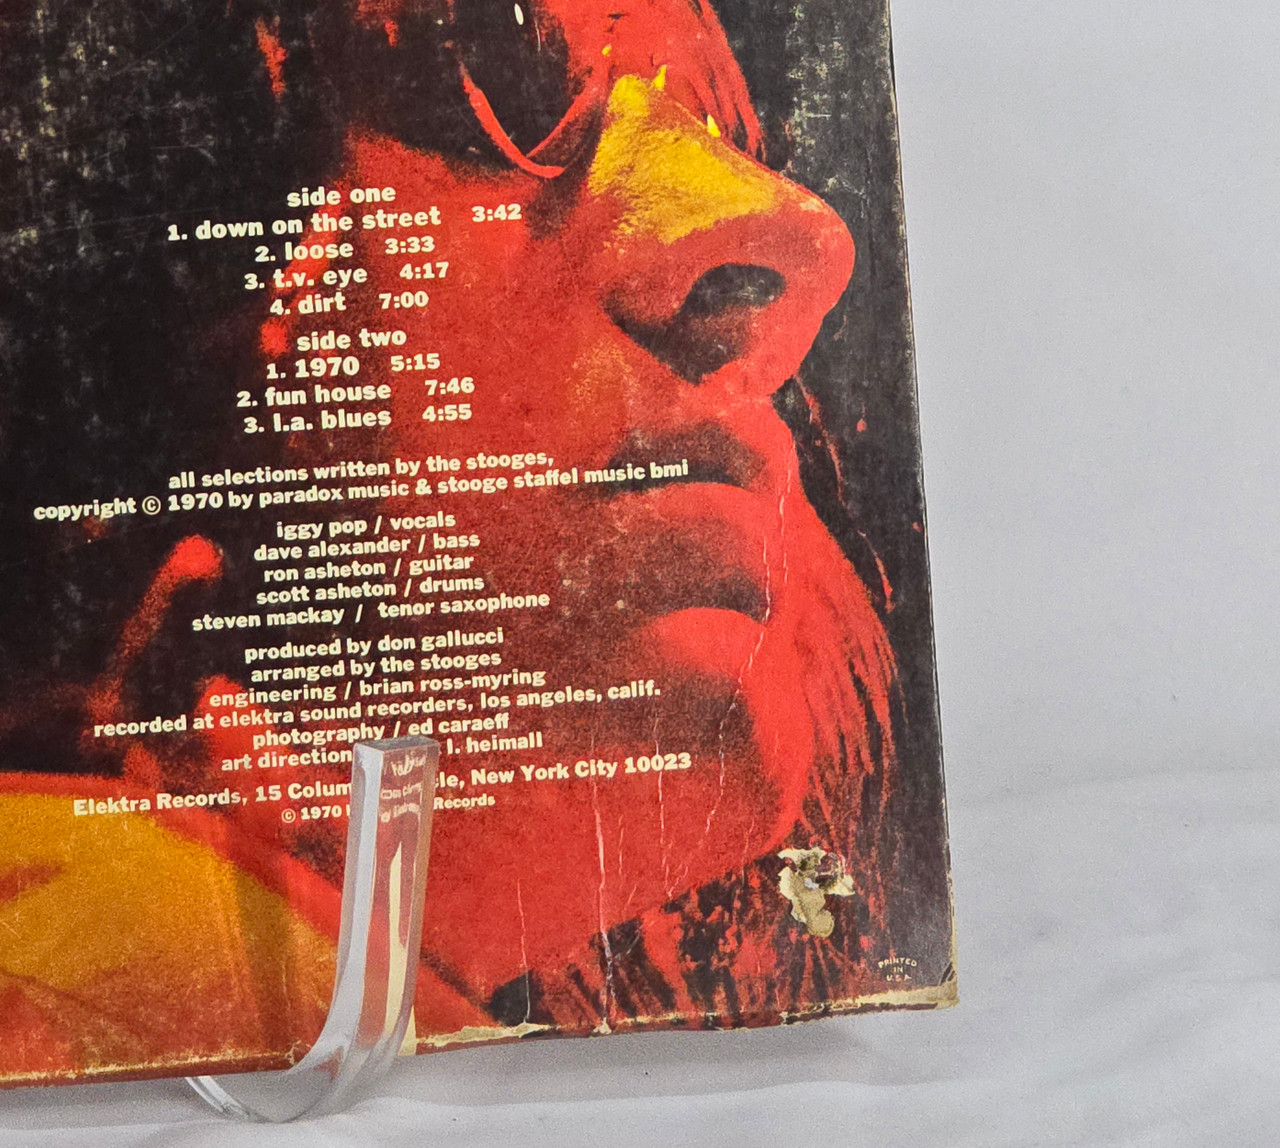 side one
1. down on the street 3:42
2. loose 3:33
3. t.v. eye 4:17
4. dirt 7:00
side two
1. 1970 5:15
2. fun house 7:46
3. l.a. blues 4:55
all selections written by the stooges,
copyright © 1970 by paradox music & stooge staffel music bmi
iggy pop / vocals
dave alexander / bass
ron asheton / guitar
scott asheton / drums
steven mackay / tenor saxophone
produced by don gallucci
arranged by the stooges
engineering / brian ross-myring
recorded at elektra sound recorders, los angeles, calif.
photography / ed caraeff
art direction l. heimall
Elektra Records, 15 Colum le, New York City 10023
© 1970 Records
PRINTED
IN
U.S.A.